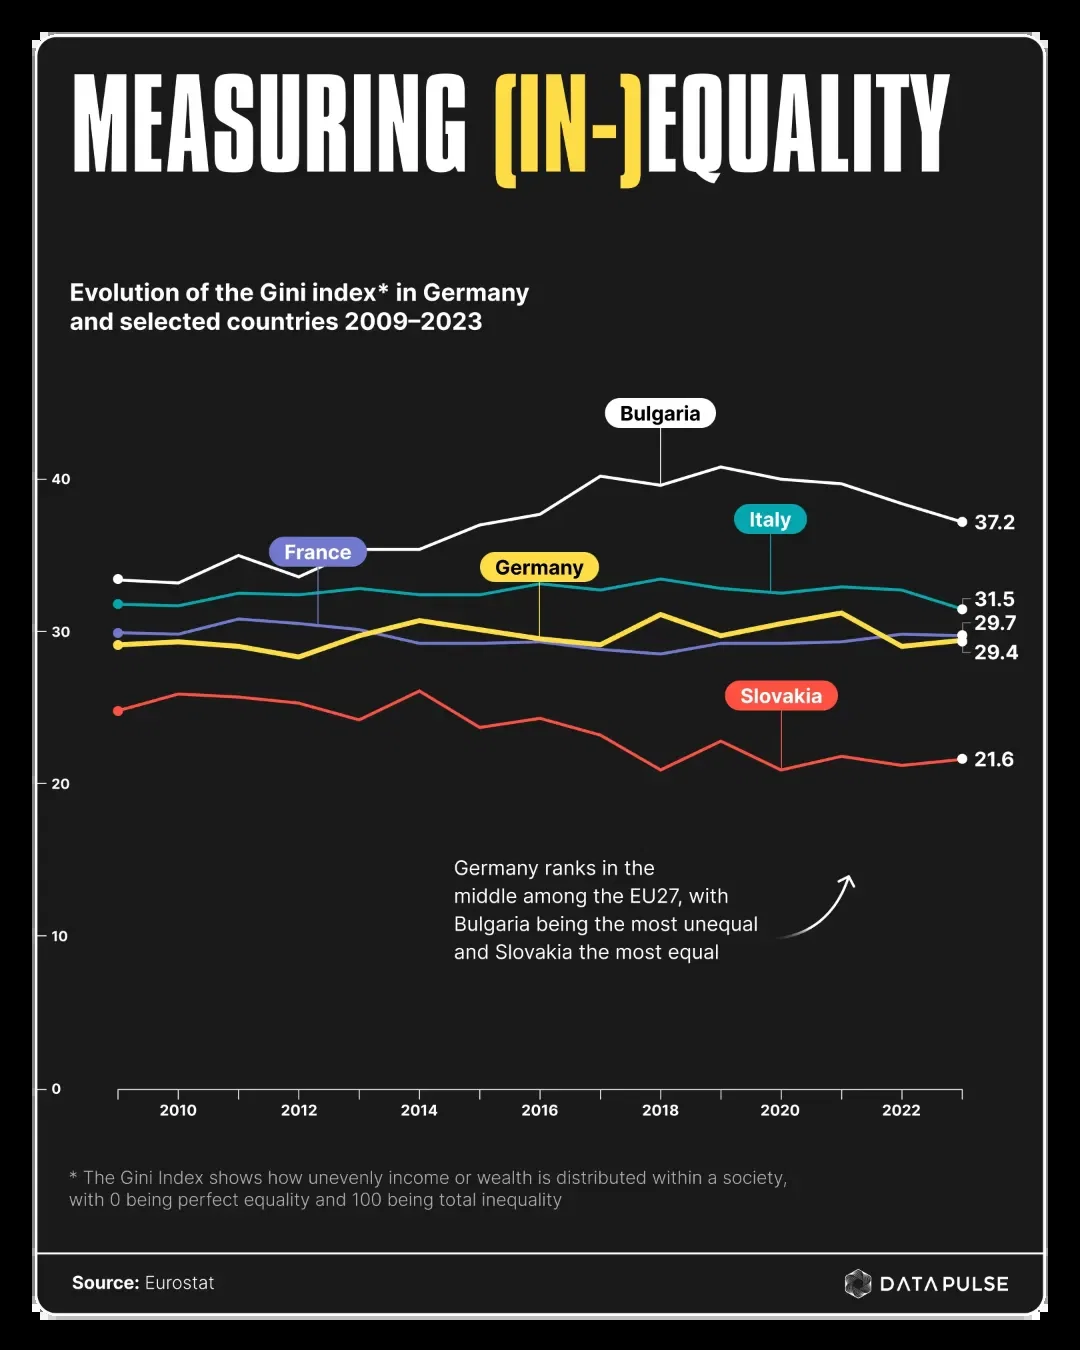 MEASURING (IN-)EQUALITY
Evolution of the Gini index* in Germany
and selected countries 2009–2023
Bulgaria
40
Italy
37.2
France
Germany
31.5
29.7
30
29.4
Slovakia
21.6
20
Germany ranks in the
middle among the EU27, with
Bulgaria being the most unequal
and Slovakia the most equal
10
0
2010 2012 2014 2016 2018 2020 2022
* The Gini Index shows how unevenly income or wealth is distributed within a society,
with 0 being perfect equality and 100 being total inequality
Source: Eurostat
DATAPULSE